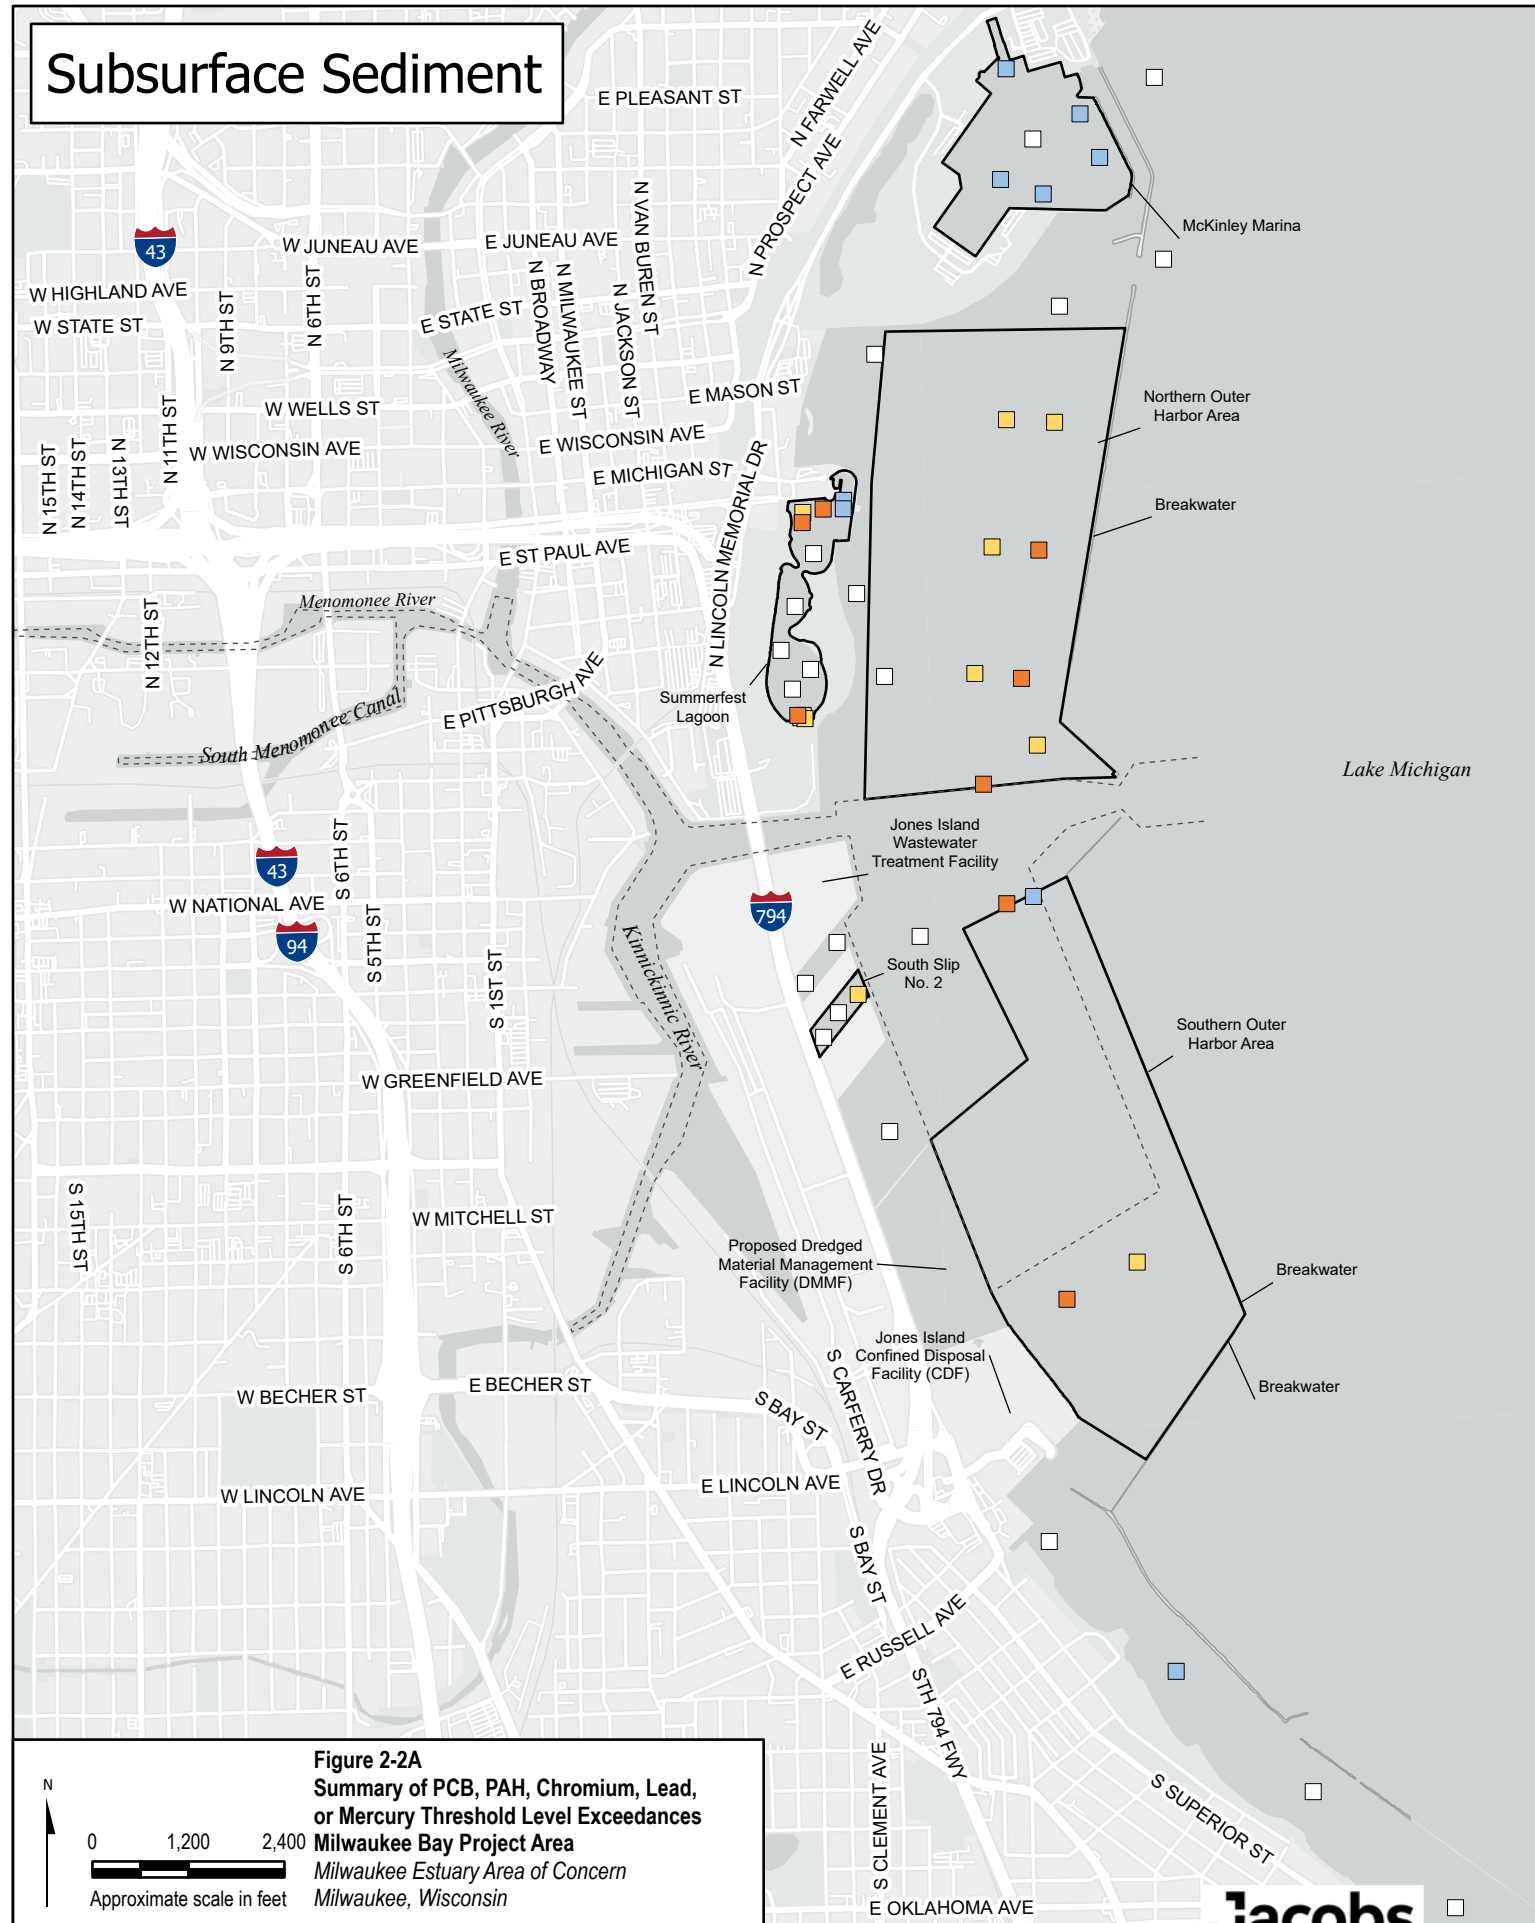 Subsurface Sediment
E PLEASANT ST
N FARWELL AVE
N PROSPECT AVE
N VAN BUREN ST
McKinley Marina
43
W JUNEAU AVE
E JUNEAU AVE
W HIGHLAND AVE
W STATE ST
N 9TH ST
N 6TH ST
E STATE ST
N BROADWAY
N MILWAUKEE ST
N JACKSON ST
Milwaukee River
E MASON ST
W WELLS ST
W WISCONSIN AVE
E WISCONSIN AVE
E MICHIGAN ST
N 15TH ST
N 14TH ST
N 13TH ST
N 11TH ST
N LINCOLN MEMORIAL DR
Northern Outer
Harbor Area
Breakwater
E ST PAUL AVE
Menomonee River
N 12TH ST
E PITTSBURGH AVE
South Menomonee Canal
Summerfest
Lagoon
Lake Michigan
Jones Island
Wastewater
Treatment Facility
S 6TH ST
43
W NATIONAL AVE
94
794
S 5TH ST
S 1ST ST
Kinnickinnic River
South Slip
No. 2
Southern Outer
Harbor Area
W GREENFIELD AVE
S 15TH ST
S 6TH ST
W MITCHELL ST
Proposed Dredged
Material Management
Facility (DMMF)
Breakwater
Jones Island
Confined Disposal
Facility (CDF)
Breakwater
W BECHER ST
E BECHER ST
S BAY ST
S CARFERRY DR
W LINCOLN AVE
E LINCOLN AVE
S BAY ST
E RUSSELL AVE
STH 794 FWY
S CLEMENT AVE
S SUPERIOR ST
E OKLAHOMA AVE
N
0 1,200 2,400
Approximate scale in feet
Figure 2-2A
Summary of PCB, PAH, Chromium, Lead,
or Mercury Threshold Level Exceedances
Milwaukee Bay Project Area
Milwaukee Estuary Area of Concern
Milwaukee, Wisconsin
Jacobs